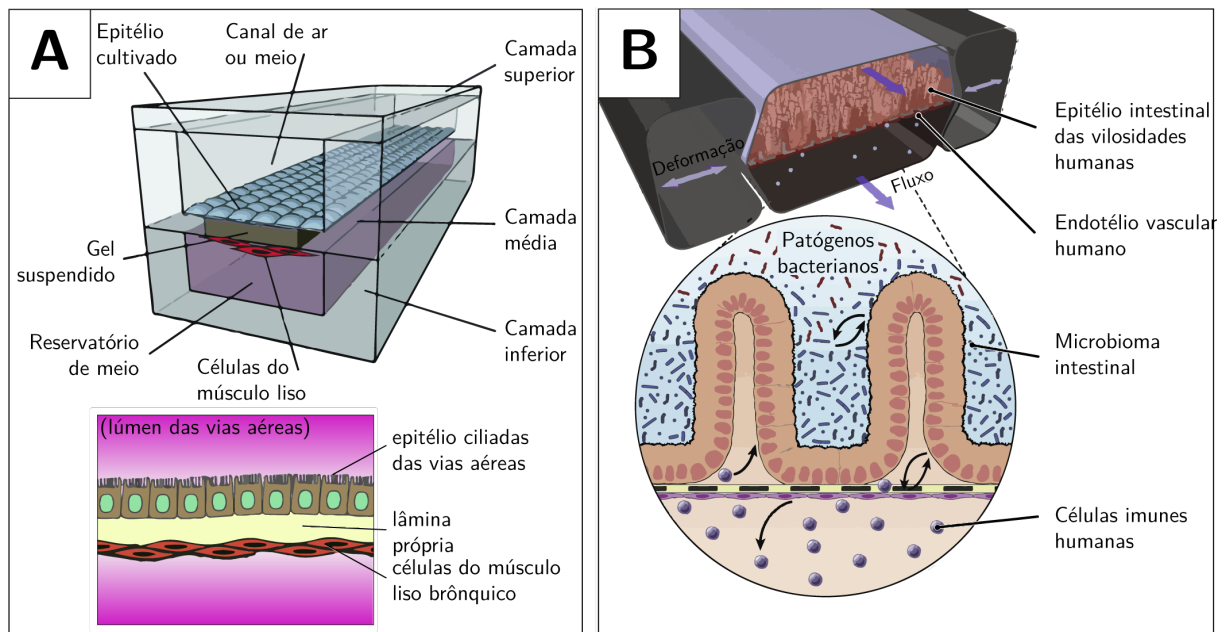 A
Epitélio
cultivado
Canal de ar
ou meio
Camada
superior
Camada
média
Gel
suspendido
Reservatório
de meio
Células do
músculo liso
Camada
inferior
(lúmen das vias aéreas)
epitélio ciliadas
das vias aéreas
lâmina
própria
células do músculo
liso brônquico
B
Deformação
Fluxo
Epitélio intestinal
das vilosidades
humanas
Endotélio vascular
humano
Patógenos
bacterianos
Microbioma
intestinal
Células imunes
humanas